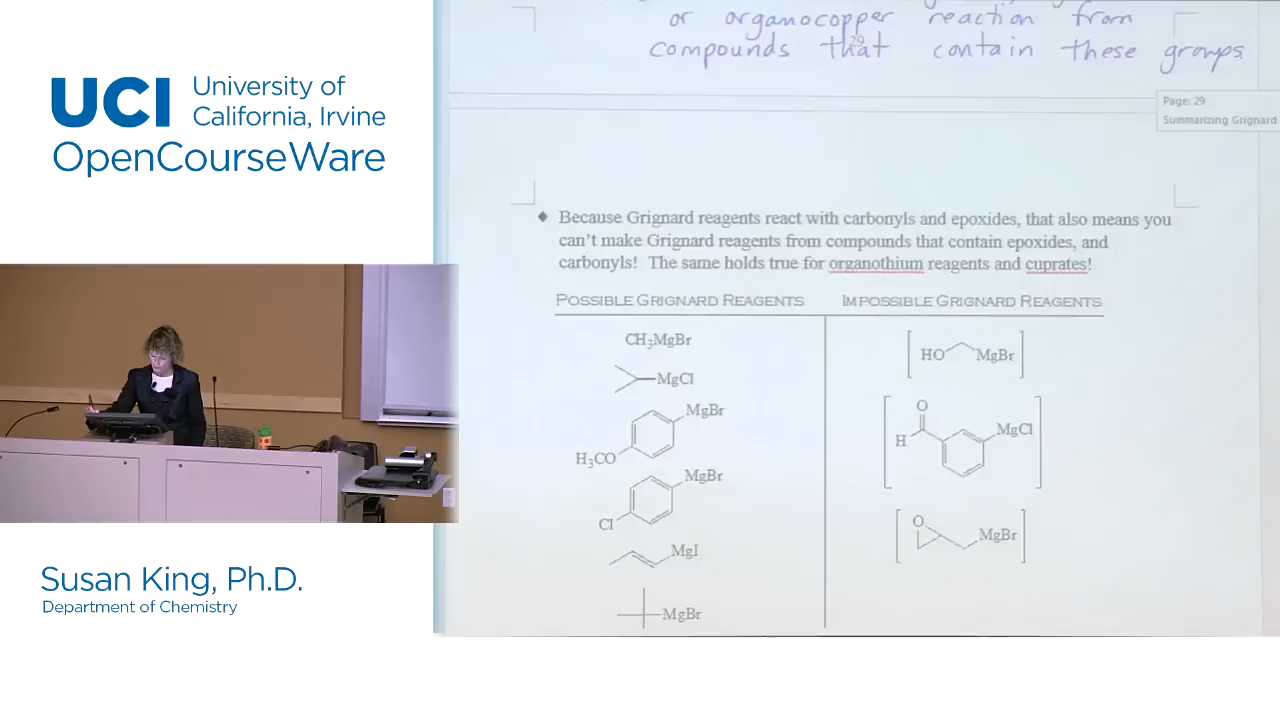 or organocopper reaction from
compounds that contain these groups
29
Page: 29
Summarizing Grignard
UCI University of California, Irvine
OpenCourseWare
◆ Because Grignard reagents react with carbonyls and epoxides, that also means you
can't make Grignard reagents from compounds that contain epoxides, and
carbonyls! The same holds true for organothium reagents and cuprates!
POSSIBLE GRIGNARD REAGENTS
IMPOSSIBLE GRIGNARD REAGENTS
CH₃MgBr
HO MgBr
MgCl
MgBr
H₃CO
O
H
MgCl
MgBr
Cl
O
MgBr
MgI
MgBr
Susan King, Ph.D.
Department of Chemistry